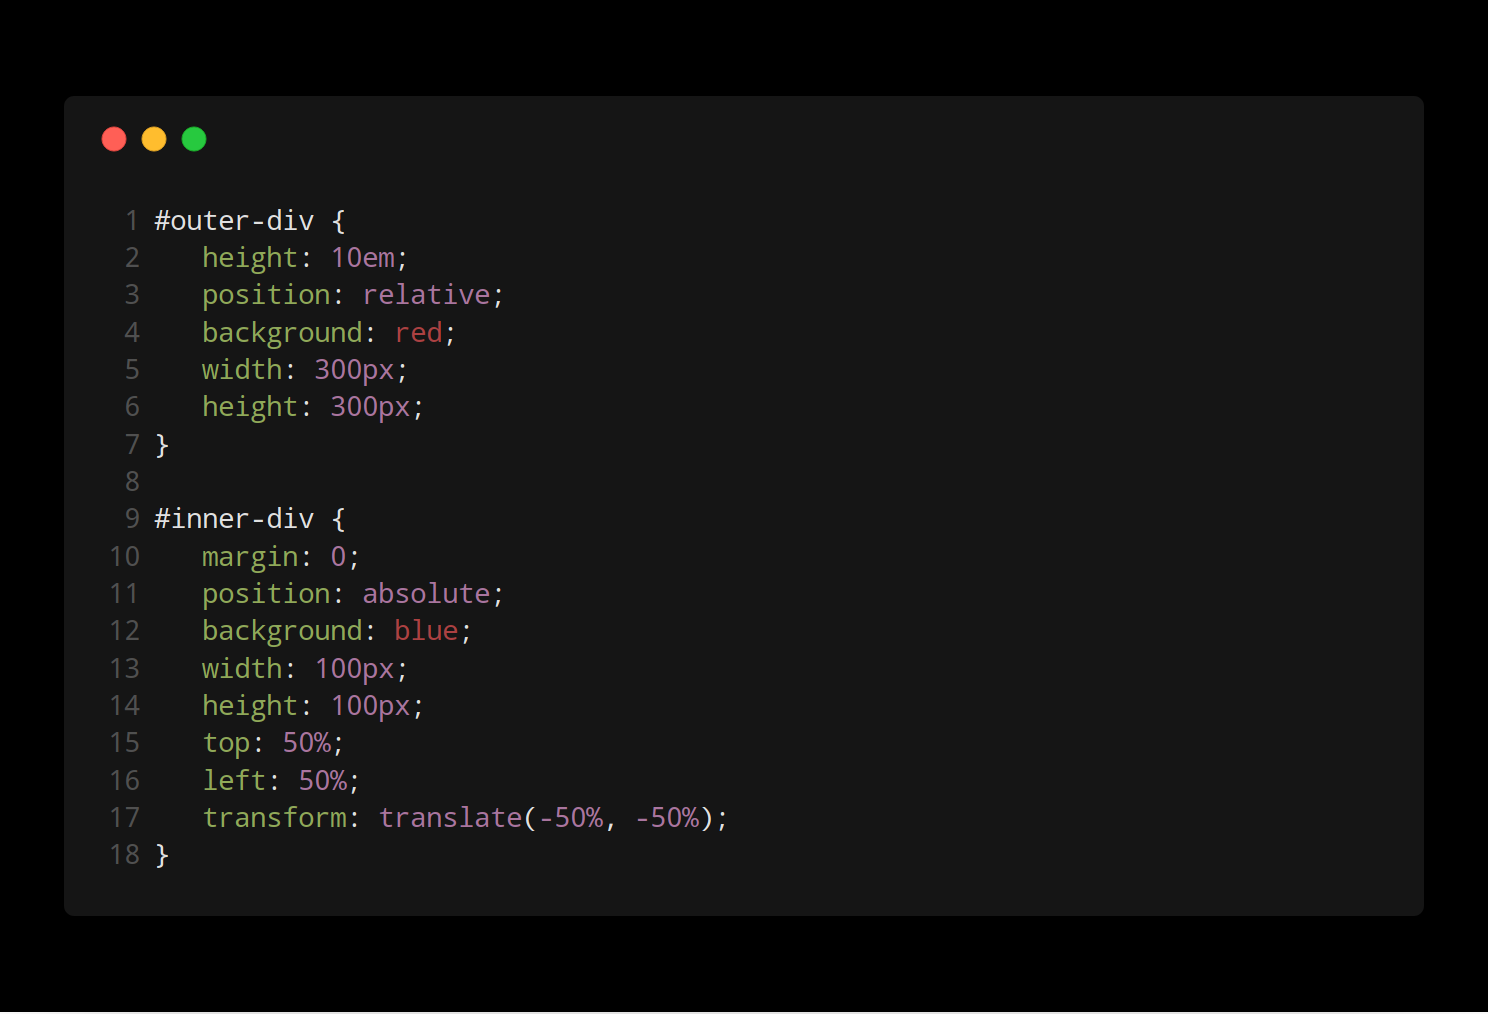 1 #outer-div {
2    height: 10em;
3    position: relative;
4    background: red;
5    width: 300px;
6    height: 300px;
7 }
8
9 #inner-div {
10    margin: 0;
11    position: absolute;
12    background: blue;
13    width: 100px;
14    height: 100px;
15    top: 50%;
16    left: 50%;
17    transform: translate(-50%, -50%);
18 }